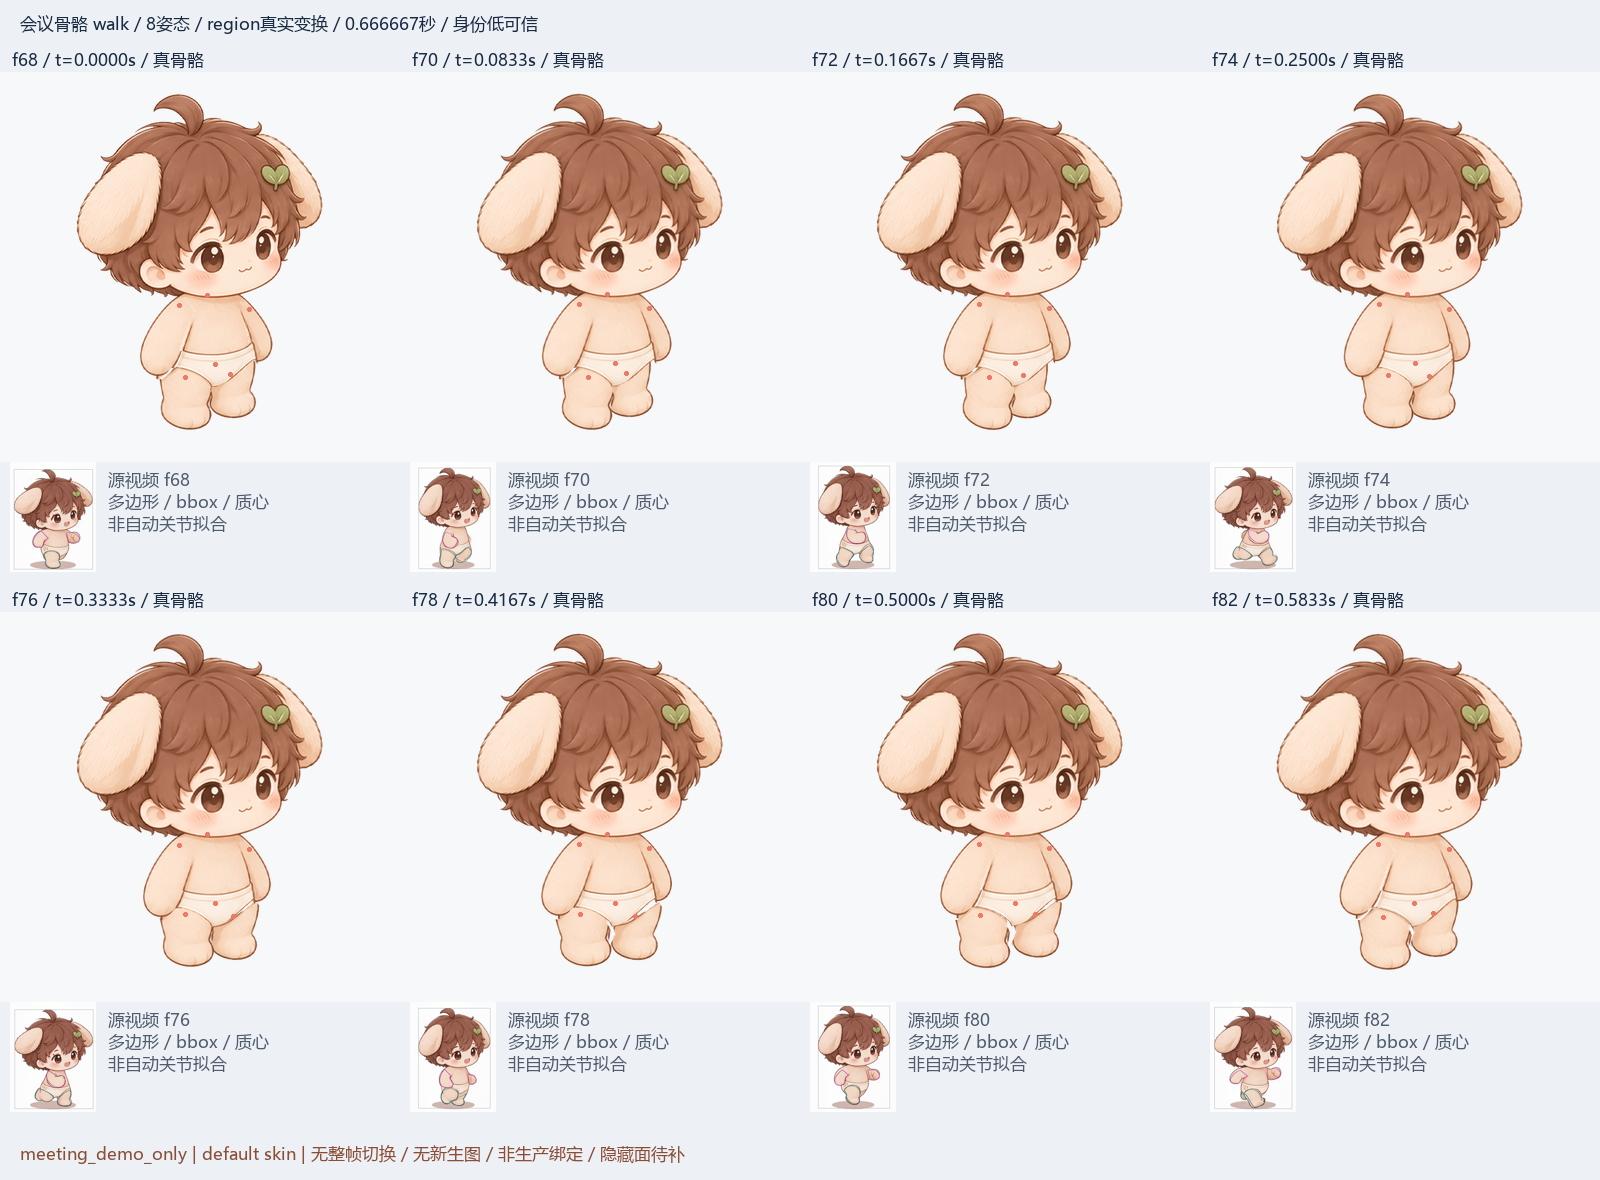 会议骨骼 walk / 8姿态 / region真实变换 / 0.666667秒 / 身份低可信
f68 / t=0.0000s / 真骨骼
f70 / t=0.0833s / 真骨骼
f72 / t=0.1667s / 真骨骼
f74 / t=0.2500s / 真骨骼
源视频 f68
多边形 / bbox / 质心
非自动关节拟合
源视频 f70
多边形 / bbox / 质心
非自动关节拟合
源视频 f72
多边形 / bbox / 质心
非自动关节拟合
源视频 f74
多边形 / bbox / 质心
非自动关节拟合
f76 / t=0.3333s / 真骨骼
f78 / t=0.4167s / 真骨骼
f80 / t=0.5000s / 真骨骼
f82 / t=0.5833s / 真骨骼
源视频 f76
多边形 / bbox / 质心
非自动关节拟合
源视频 f78
多边形 / bbox / 质心
非自动关节拟合
源视频 f80
多边形 / bbox / 质心
非自动关节拟合
源视频 f82
多边形 / bbox / 质心
非自动关节拟合
meeting_demo_only | default skin | 无整帧切换 / 无新生图 / 非生产绑定 / 隐藏面待补